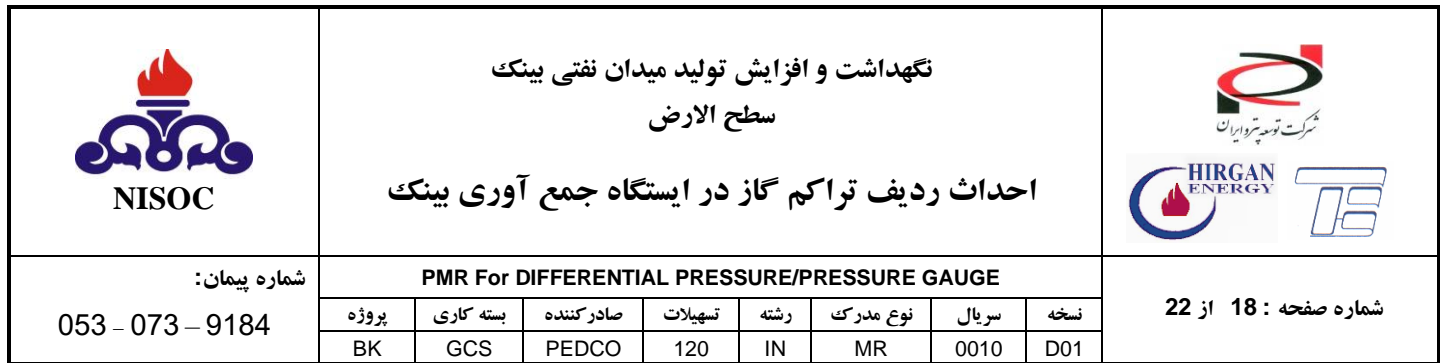 NISOC
نگهداشت و افزایش تولید میدان نفتی بینک
سطح الارض
احداث ردیف تراکم گاز در ایستگاه جمع آوری بینک
شرکت توسعه پترو ایران
HIRGAN
ENERGY
شماره پیمان:
053 – 073 – 9184
PMR For DIFFERENTIAL PRESSURE/PRESSURE GAUGE
پروژه بسته کاری صادرکننده تسهیلات رشته نوع مدرک سریال نسخه
BK GCS PEDCO 120 IN MR 0010 D01
شماره صفحه : 18 از 22